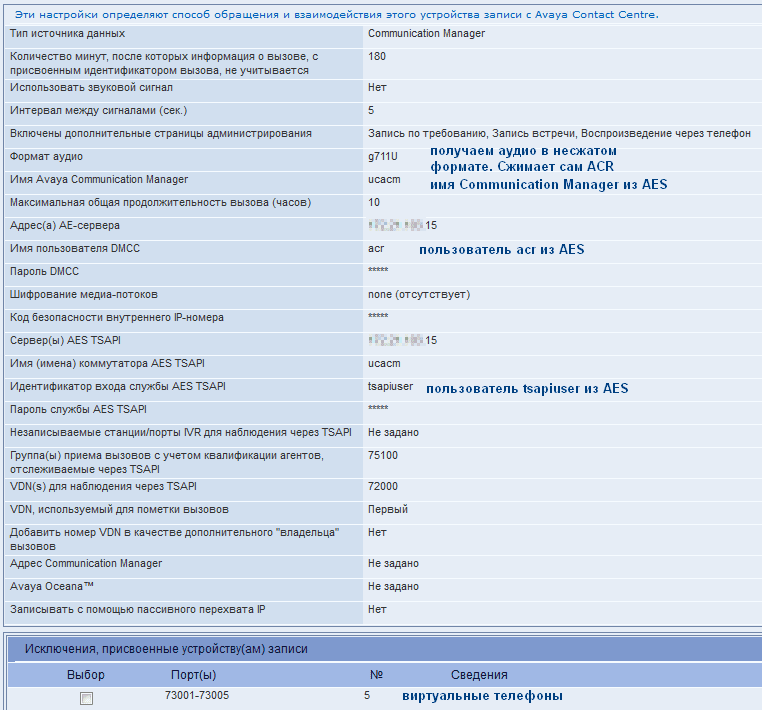 Эти настройки определяют способ обращения и взаимодействия этого устройства записи с Avaya Contact Centre.
Тип источника данных Communication Manager
Количество минут, после которых информация о вызове, с 180
присвоенным идентификатором вызова, не учитывается
Использовать звуковой сигнал Нет
Интервал между сигналами (сек.) 5
Включены дополнительные страницы администрирования Запись по требованию, Запись встречи, Воспроизведение через телефон
Формат аудио g711U получаем аудио в несжатом
формате. Сжимает сам ACR
Имя Avaya Communication Manager ucacm имя Communication Manager из AES
Максимальная общая продолжительность вызова (часов) 10
Адрес(а) AE-сервера 15
Имя пользователя DMCC acr пользователь acr из AES
Пароль DMCC *****
Шифрование медиа-потоков none (отсутствует)
Код безопасности внутреннего IP-номера *****
Сервер(ы) AES TSAPI 15
Имя (имена) коммутатора AES TSAPI ucacm
Идентификатор входа службы AES TSAPI tsapiuser пользователь tsapiuser из AES
Пароль службы AES TSAPI *****
Незаписываемые станции/порты IVR для наблюдения через TSAPI Не задано
Группа(ы) приема вызовов с учетом квалификации агентов, 75100
отслеживаемые через TSAPI
VDN(s) для наблюдения через TSAPI 72000
VDN, используемый для пометки вызовов Первый
Добавить номер VDN в качестве дополнительного "владельца" Нет
вызовов
Адрес Communication Manager Не задано
Avaya Oceana™ Не задано
Записывать с помощью пассивного перехвата IP Нет
Исключения, присвоенные устройству(ам) записи
Выбор Порт(ы) № Сведения
73001-73005 5 виртуальные телефоны